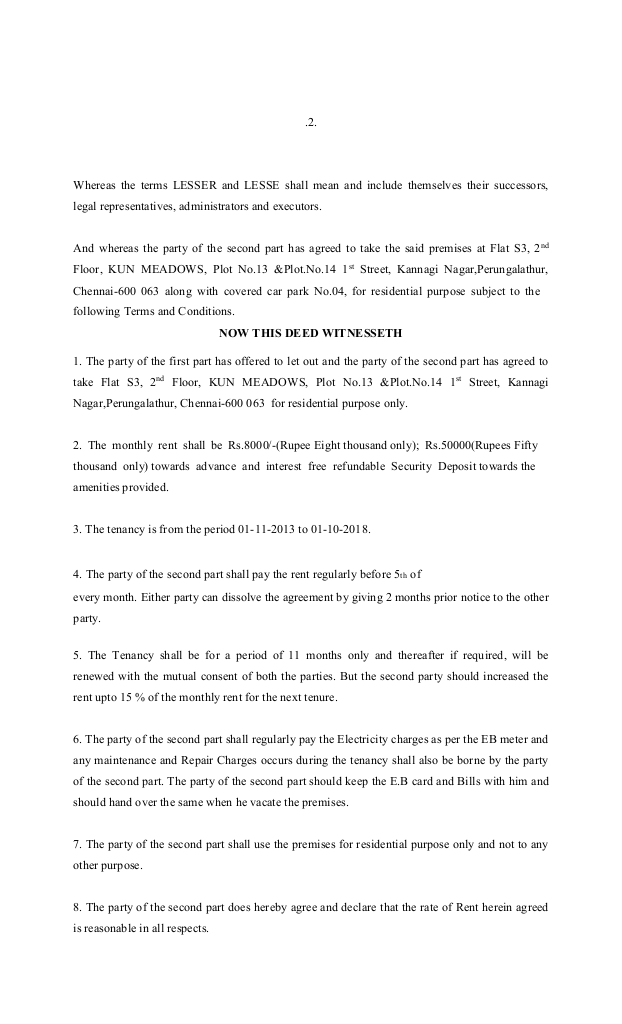 .2.
Whereas the terms LESSER and LESSE shall mean and include themselves their successors,
legal representatives, administrators and executors.
And whereas the party of the second part has agreed to take the said premises at Flat S3, 2nd
Floor, KUN MEADOWS, Plot No.13 &Plot.No.14 1st Street, Kannagi Nagar,Perungalathur,
Chennai-600 063 along with covered car park No.04, for residential purpose subject to the
following Terms and Conditions.
NOW THIS DEED WITNESSETH
1. The party of the first part has offered to let out and the party of the second part has agreed to
take Flat S3, 2nd Floor, KUN MEADOWS, Plot No.13 &Plot.No.14 1st Street, Kannagi
Nagar,Perungalathur, Chennai-600 063 for residential purpose only.
2. The monthly rent shall be Rs.8000/-(Rupee Eight thousand only); Rs.50000(Rupees Fifty
thousand only) towards advance and interest free refundable Security Deposit towards the
amenities provided.
3. The tenancy is from the period 01-11-2013 to 01-10-2018.
4. The party of the second part shall pay the rent regularly before 5th of
every month. Either party can dissolve the agreement by giving 2 months prior notice to the other
party.
5. The Tenancy shall be for a period of 11 months only and thereafter if required, will be
renewed with the mutual consent of both the parties. But the second party should increased the
rent upto 15 % of the monthly rent for the next tenure.
6. The party of the second part shall regularly pay the Electricity charges as per the EB meter and
any maintenance and Repair Charges occurs during the tenancy shall also be borne by the party
of the second part. The party of the second part should keep the E.B card and Bills with him and
should hand over the same when he vacate the premises.
7. The party of the second part shall use the premises for residential purpose only and not to any
other purpose.
8. The party of the second part does hereby agree and declare that the rate of Rent herein agreed
is reasonable in all respects.